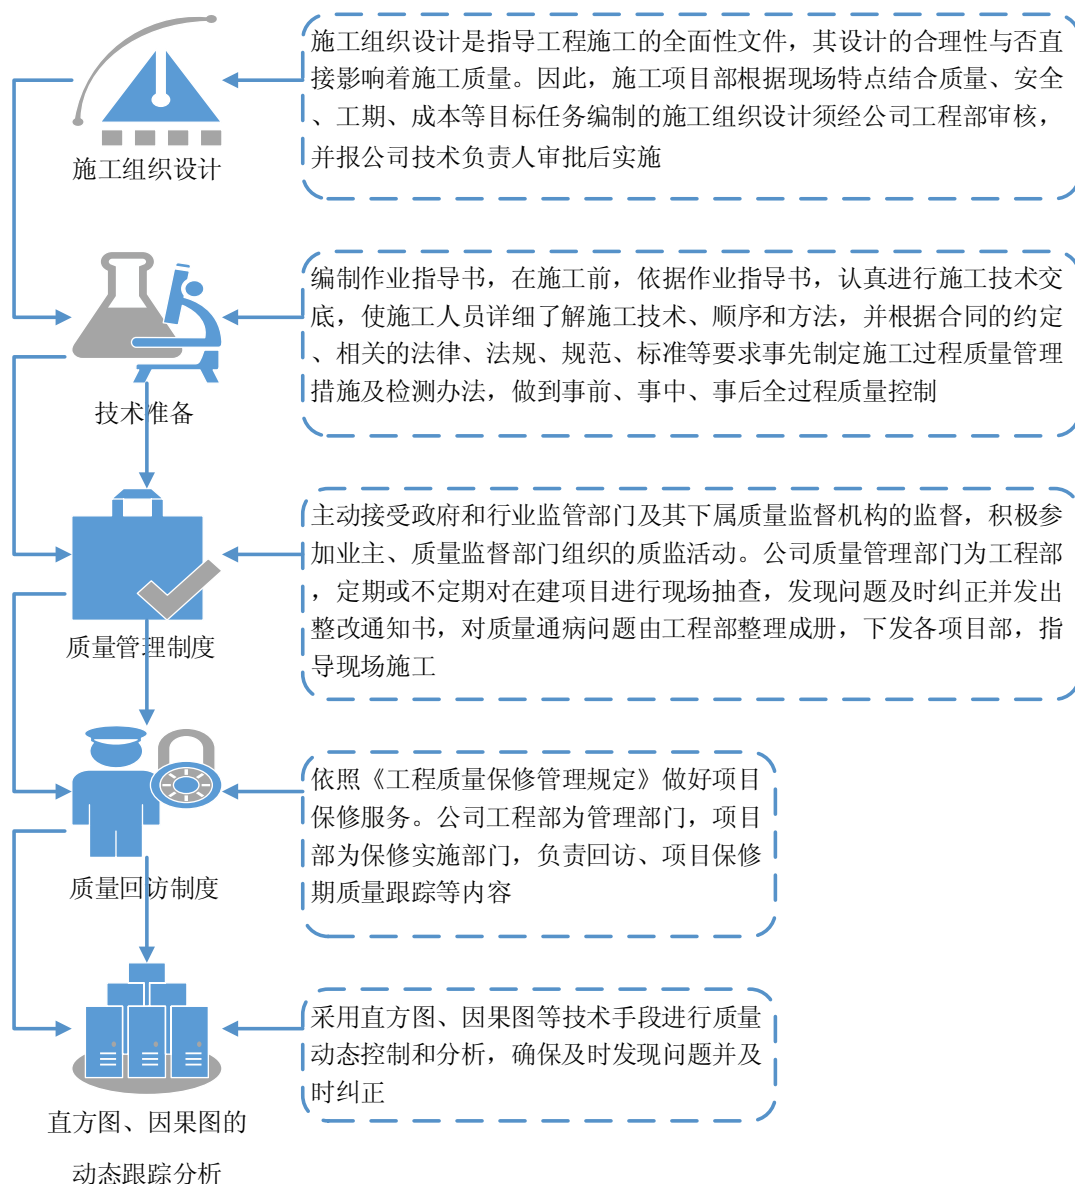 施工组织设计是指导工程施工的全面性文件，其设计的合理性与否直
接影响着施工质量。因此，施工项目部根据现场特点结合质量、安全
、工期、成本等目标任务编制的施工组织设计须经公司工程部审核，
并报公司技术负责人审批后实施
施工组织设计
编制作业指导书，在施工前，依据作业指导书，认真进行施工技术交
底，使施工人员详细了解施工技术、顺序和方法，并根据合同的约定
、相关的法律、法规、规范、标准等要求事先制定施工过程质量管理
措施及检测办法，做到事前、事中、事后全过程质量控制
技术准备
主动接受政府和行业监管部门及其下属质量监督机构的监督，积极参
加业主、质量监督部门组织的质监活动。公司质量管理部门为工程部
，定期或不定期对在建项目进行现场抽查，发现问题及时纠正并发出
整改通知书，对质量通病问题由工程部整理成册，下发各项目部，指
导现场施工
质量管理制度
依照《工程质量保修管理规定》做好项目
保修服务。公司工程部为管理部门，项目
部为保修实施部门，负责回访、项目保修
期质量跟踪等内容
质量回访制度
采用直方图、因果图等技术手段进行质量
动态控制和分析，确保及时发现问题并及
时纠正
直方图、因果图的
动态跟踪分析